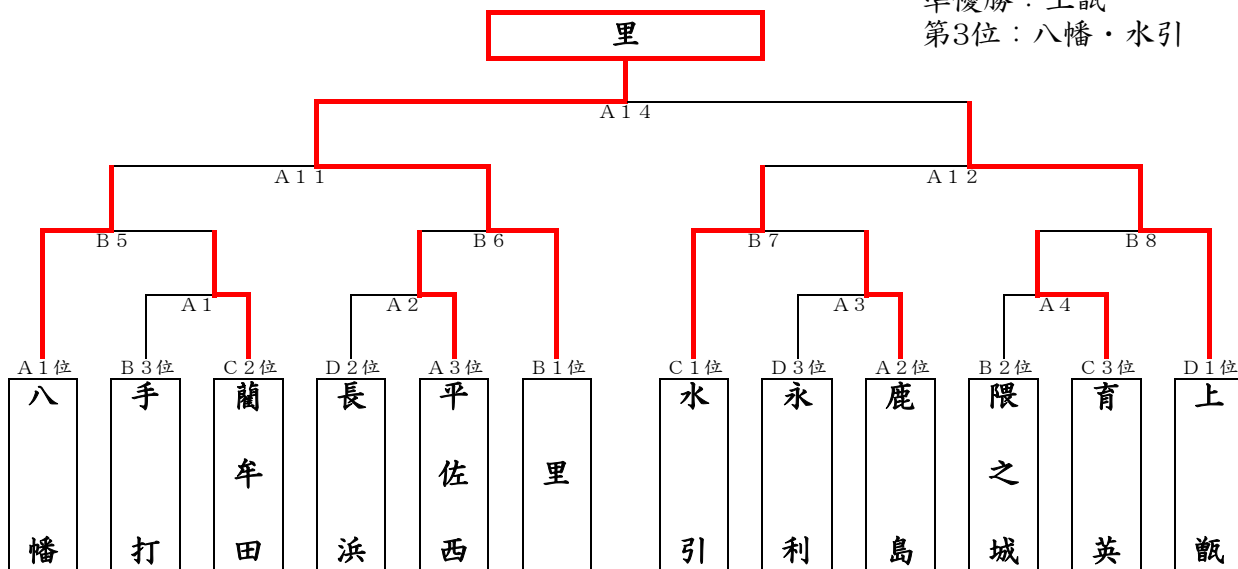 準優勝：上甑
第3位：八幡・水引
里
A14
A11
A12
B5
B6
B7
B8
A1
A2
A3
A4
A1位
B3位
C2位
D2位
A3位
B1位
C1位
D3位
A2位
B2位
C3位
D1位
八幡
手打
藺牟田
長浜
平佐西
里
水引
永利
鹿島
隈之城
育英
上甑